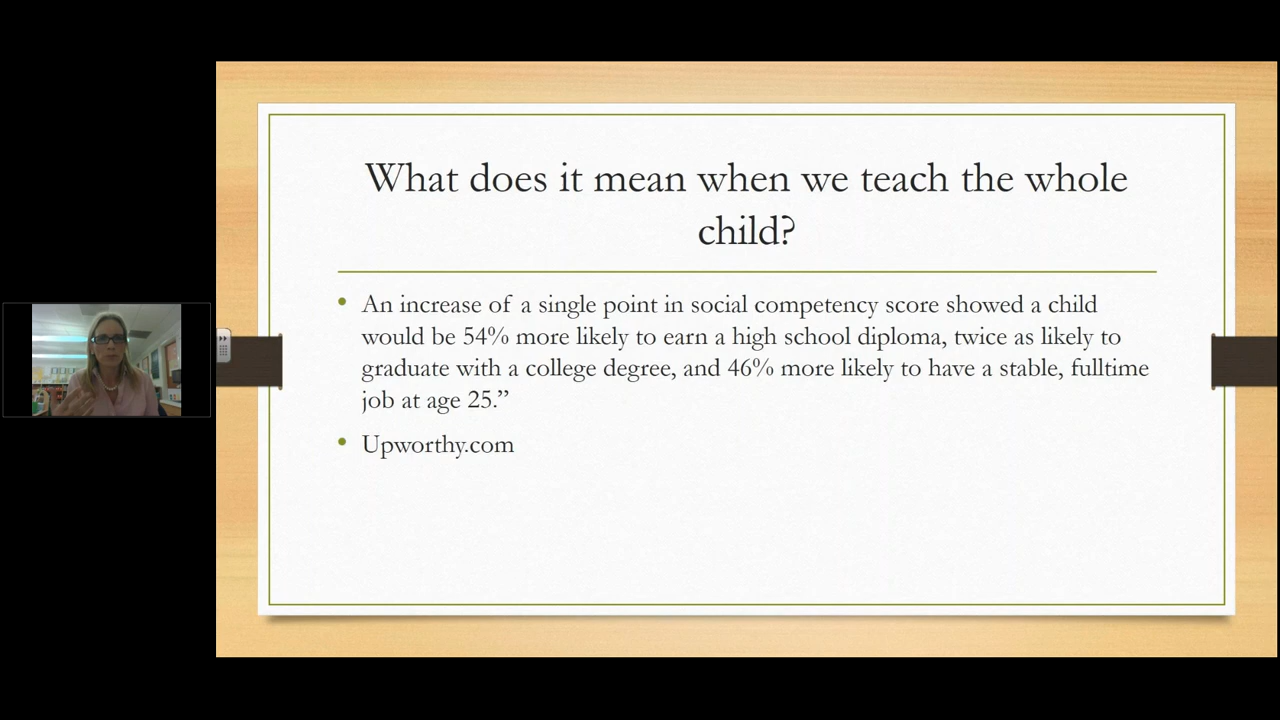 What does it mean when we teach the whole
child?
• An increase of a single point in social competency score showed a child
would be 54% more likely to earn a high school diploma, twice as likely to
graduate with a college degree, and 46% more likely to have a stable, fulltime
job at age 25.”
• Upworthy.com